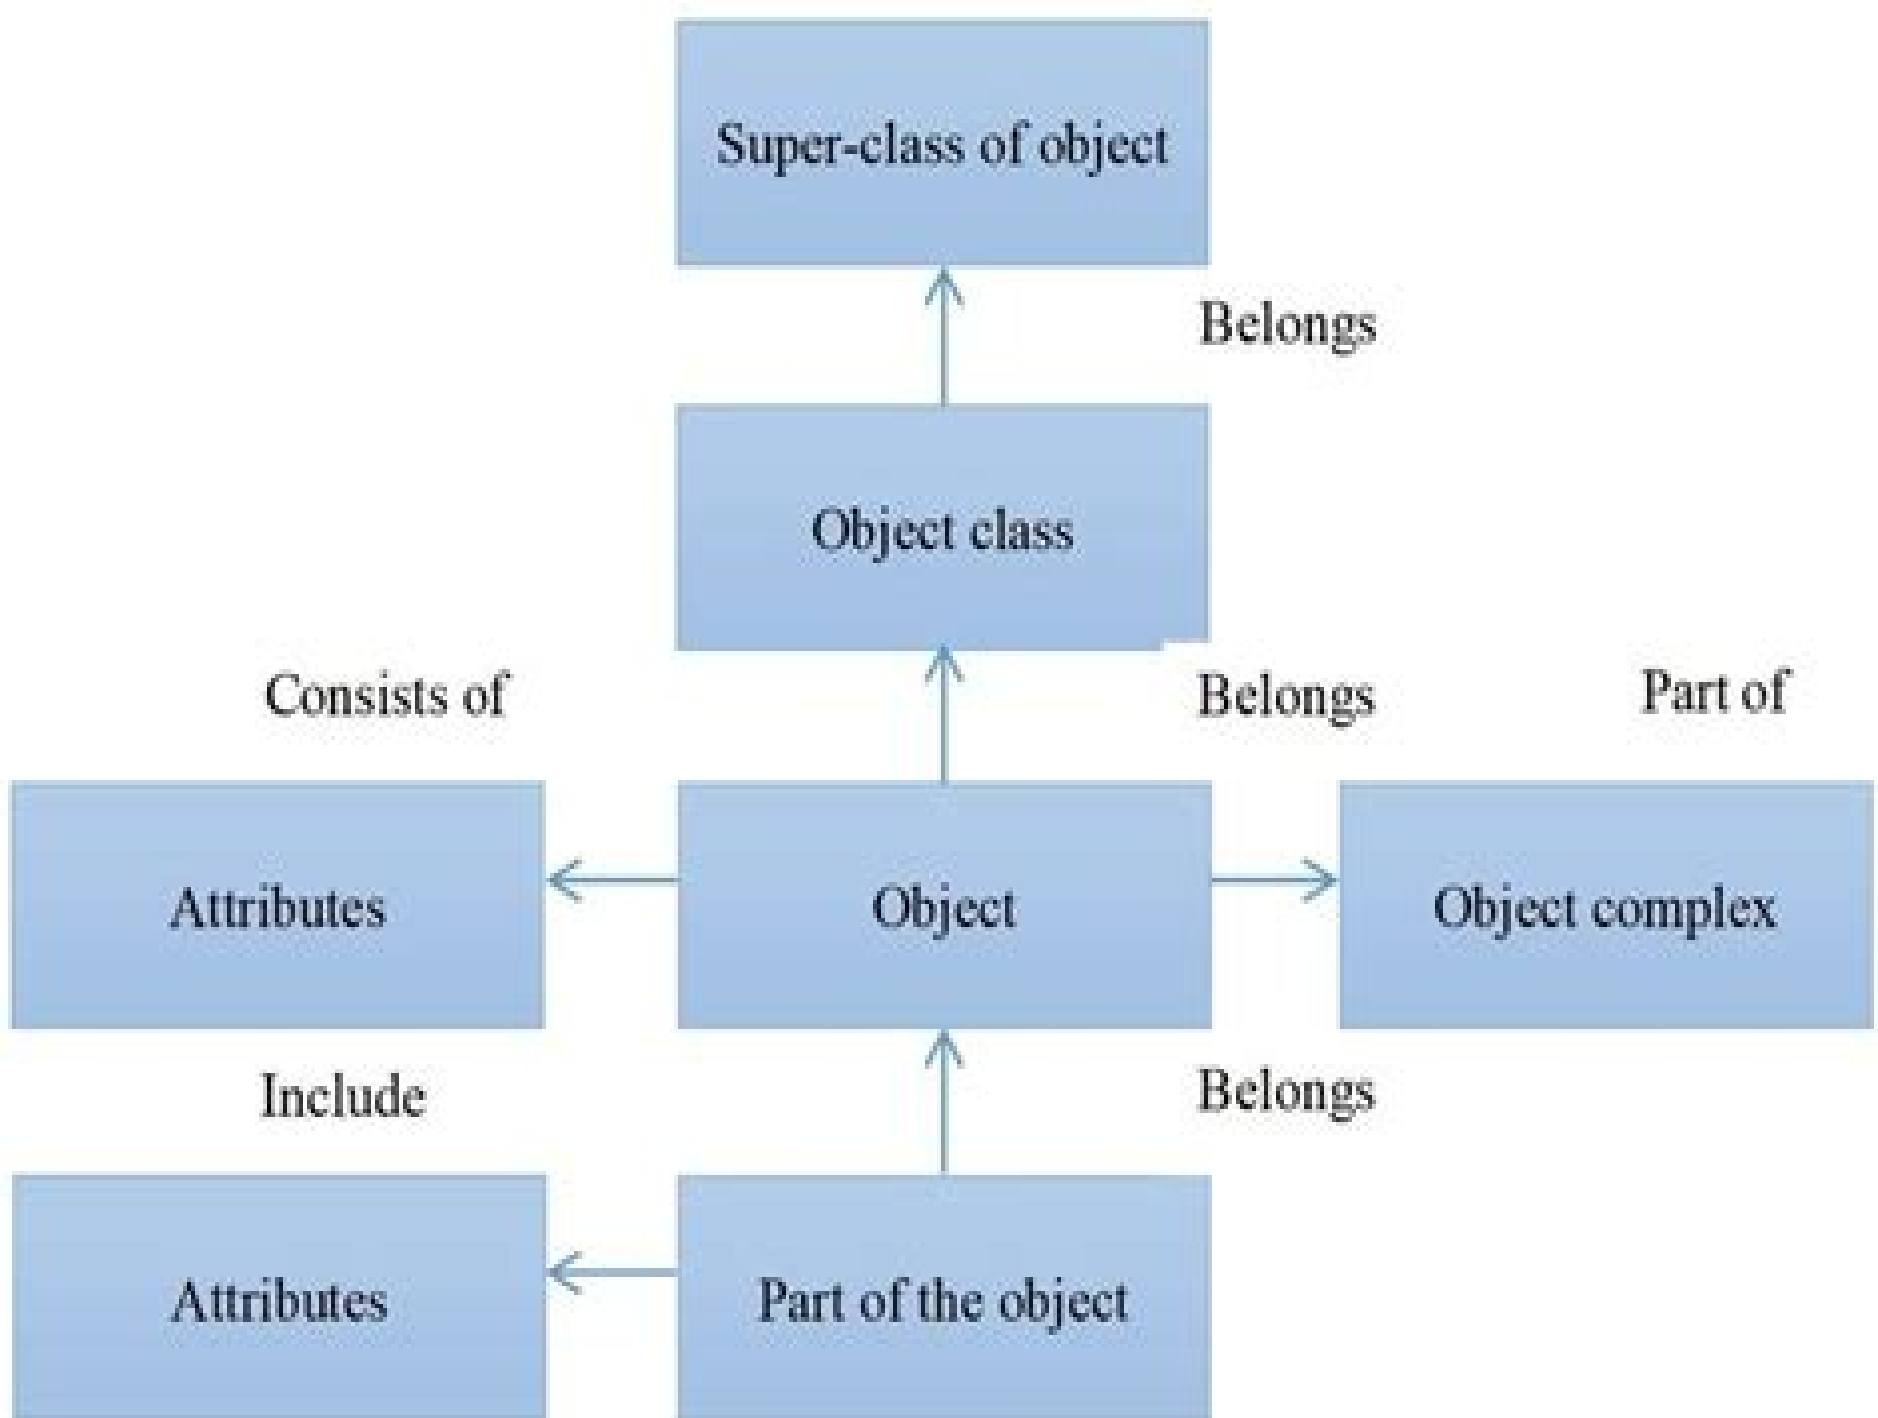 Super-class of object
Belongs
Object class
Consists of
Belongs
Part of
Attributes
Object
Object complex
Include
Belongs
Attributes
Part of the object